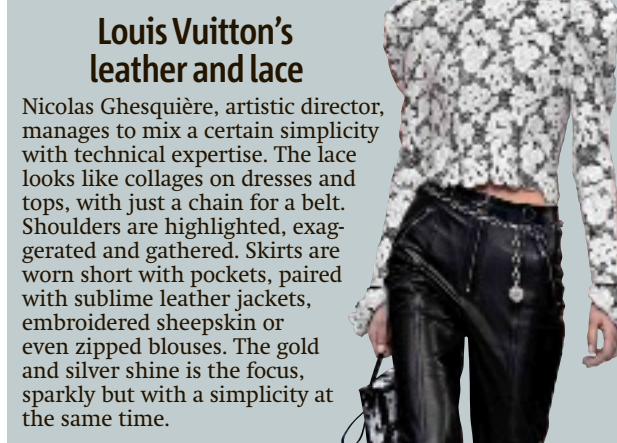 Louis Vuitton’s
leather and lace
Nicolas Ghesquière, artistic director,
manages to mix a certain simplicity
with technical expertise. The lace
looks like collages on dresses and
tops, with just a chain for a belt.
Shoulders are highlighted, exag-
gerated and gathered. Skirts are
worn short with pockets, paired
with sublime leather jackets,
embroidered sheepskin or
even zipped blouses. The gold
and silver shine is the focus,
sparkly but with a simplicity at
the same time.